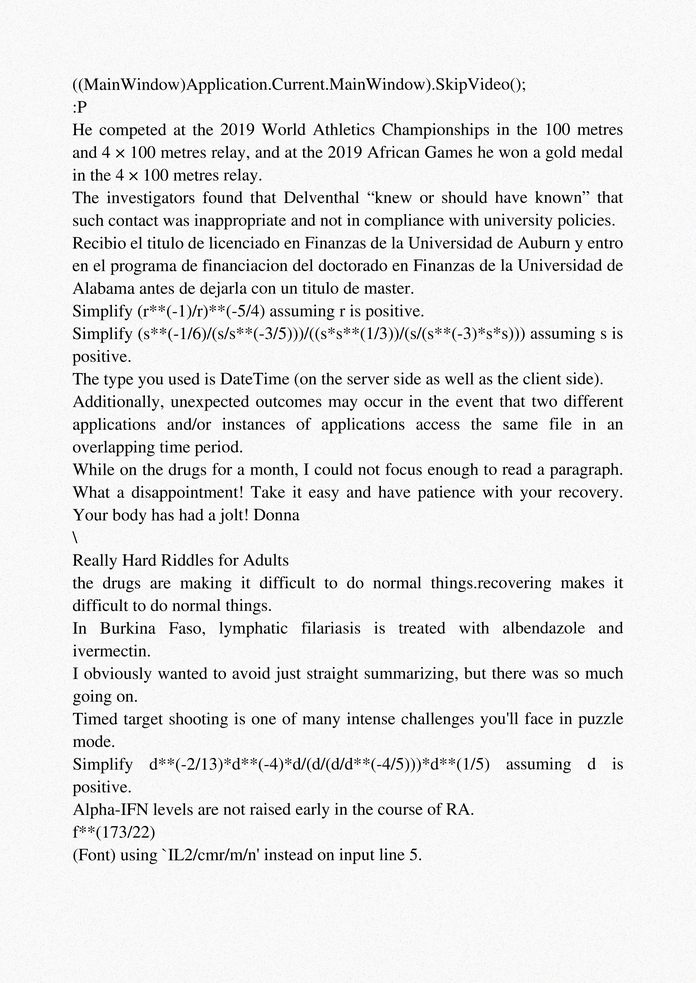 ((MainWindow)Application.Current.MainWindow).SkipVideo();
:P
He competed at the 2019 World Athletics Championships in the 100 metres
and 4 × 100 metres relay, and at the 2019 African Games he won a gold medal
in the 4 × 100 metres relay.
The investigators found that Delventhal “knew or should have known” that
such contact was inappropriate and not in compliance with university policies.
Recibio el titulo de licenciado en Finanzas de la Universidad de Auburn y entro
en el programa de financiacion del doctorado en Finanzas de la Universidad de
Alabama antes de dejarla con un titulo de master.
Simplify (r**(-1)/r)**(-5/4) assuming r is positive.
Simplify (s**(-1/6)/(s/s**(-3/5)))/((s*s**(1/3))/(s/(s**(-3)*s*s))) assuming s is
positive.
The type you used is DateTime (on the server side as well as the client side).
Additionally, unexpected outcomes may occur in the event that two different
applications and/or instances of applications access the same file in an
overlapping time period.
While on the drugs for a month, I could not focus enough to read a paragraph.
What a disappointment! Take it easy and have patience with your recovery.
Your body has had a jolt! Donna
\
Really Hard Riddles for Adults
the drugs are making it difficult to do normal things.recovering makes it
difficult to do normal things.
In Burkina Faso, lymphatic filariasis is treated with albendazole and
ivermectin.
I obviously wanted to avoid just straight summarizing, but there was so much
going on.
Timed target shooting is one of many intense challenges you'll face in puzzle
mode.
Simplify d**(-2/13)*d**(-4)*d/(d/(d/d**(-4/5)))*d**(1/5) assuming d is
positive.
Alpha-IFN levels are not raised early in the course of RA.
f**(173/22)
(Font) using `IL2/cmr/m/n' instead on input line 5.